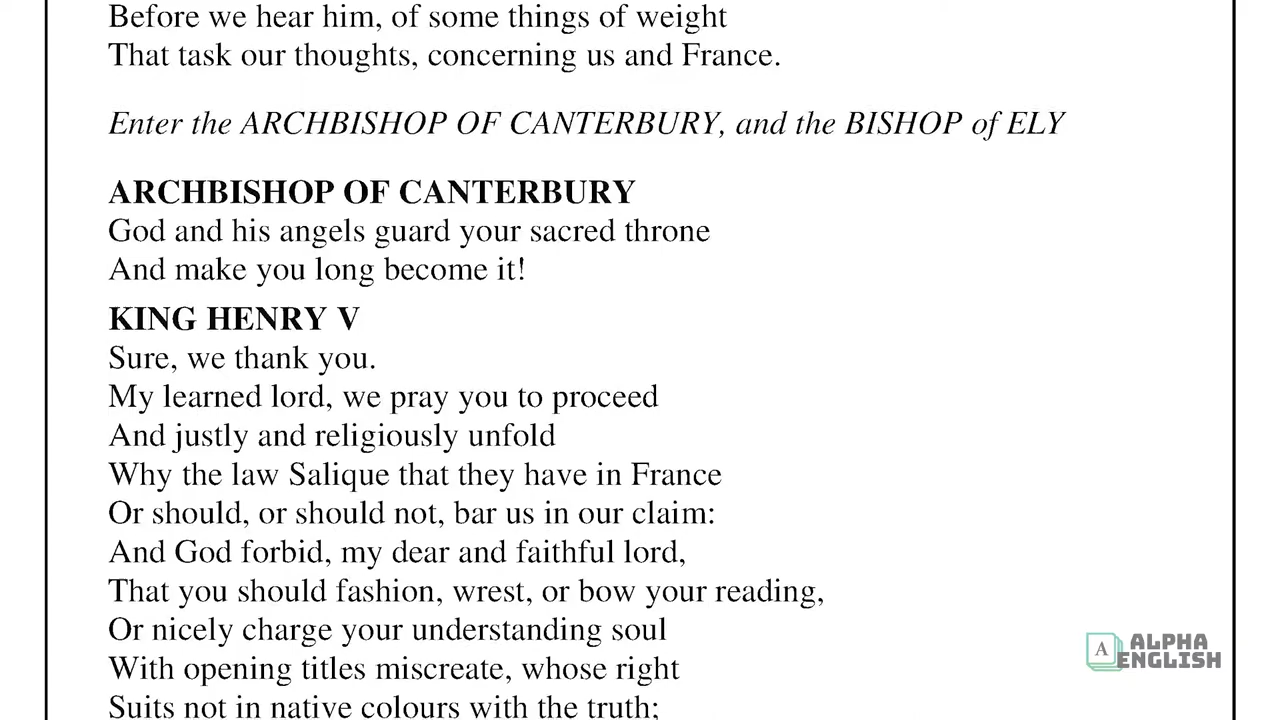 Before we hear him, of some things of weight
That task our thoughts, concerning us and France.
Enter the ARCHBISHOP OF CANTERBURY, and the BISHOP of ELY
ARCHBISHOP OF CANTERBURY
God and his angels guard your sacred throne
And make you long become it!
KING HENRY V
Sure, we thank you.
My learned lord, we pray you to proceed
And justly and religiously unfold
Why the law Salique that they have in France
Or should, or should not, bar us in our claim:
And God forbid, my dear and faithful lord,
That you should fashion, wrest, or bow your reading,
Or nicely charge your understanding soul
With opening titles miscreate, whose right
Suits not in native colours with the truth;
A ALPHA
ENGLISH